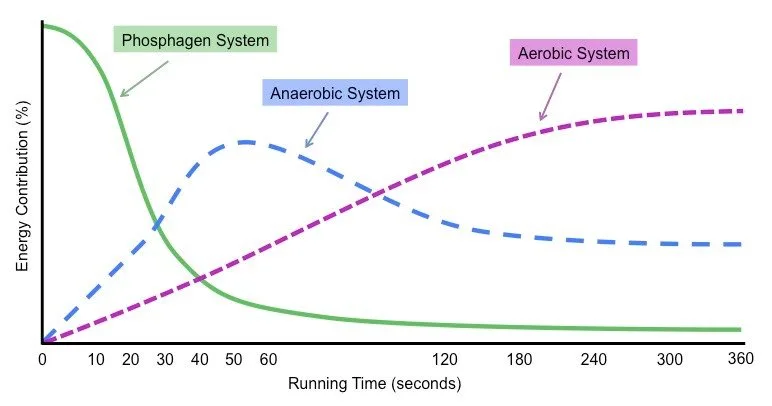 Phosphagen System
Aerobic System
Anaerobic System
Energy Contribution (%)
0 10 20 30 40 50 60 120 180 240 300 360
Running Time (seconds)